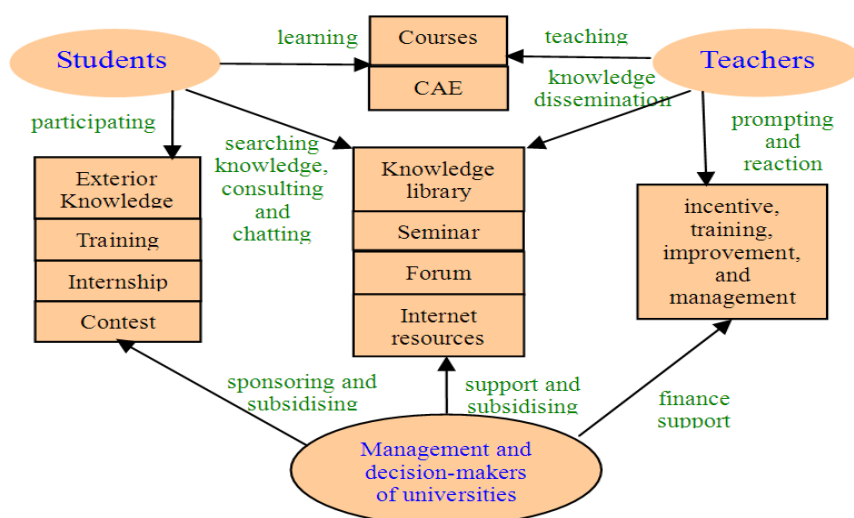 learning
Courses
teaching
Students
Teachers
CAE
knowledge
dissemination
participating
searching
knowledge,
consulting
and
chatting
prompting
and
reaction
Exterior
Knowledge
Training
Internship
Contest
Knowledge
library
Seminar
Forum
Internet
resources
incentive,
training,
improvement,
and
management
sponsoring and
subsidising
support and
subsidising
finance
support
Management and
decision-makers
of universities